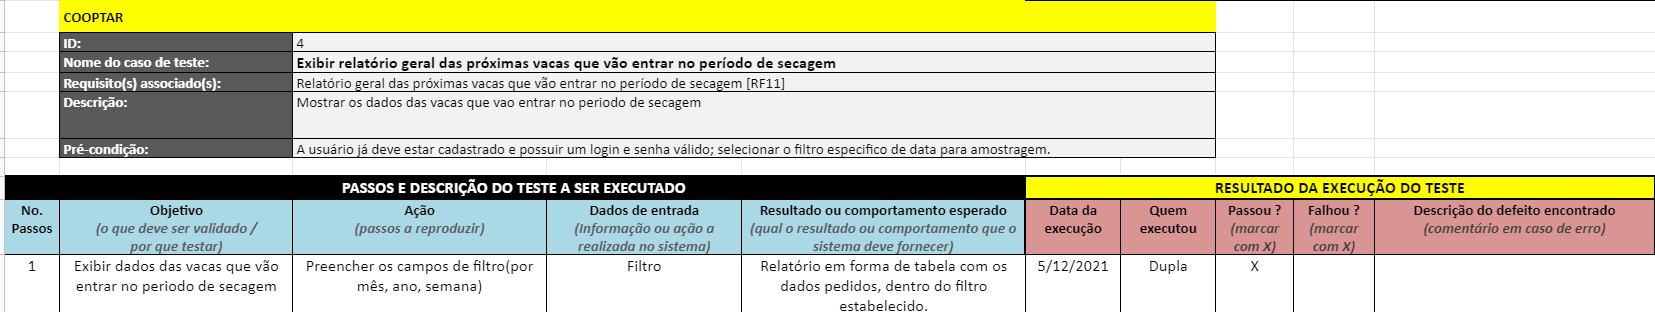 COOPTAR
ID: 4
Nome do caso de teste: Exibir relatório geral das próximas vacas que vão entrar no período de secagem
Requisito(s) associado(s): Relatório geral das próximas vacas que vão entrar no período de secagem [RF11]
Descrição: Mostrar os dados das vacas que vao entrar no periodo de secagem
Pré-condição: A usuário já deve estar cadastrado e possuir um login e senha válido; selecionar o filtro especifico de data para amostragem.
PASSOS E DESCRIÇÃO DO TESTE A SER EXECUTADO
RESULTADO DA EXECUÇÃO DO TESTE
No.
Passos
Objetivo
(o que deve ser validado /
por que testar)
Ação
(passos a reproduzir)
Dados de entrada
(Informação ou ação a
realizada no sistema)
Resultado ou comportamento esperado
(qual o resultado ou comportamento que o
sistema deve fornecer)
Data da
execução
Quem
executou
Passou ?
(marcar
com X)
Falhou ?
(marcar
com X)
Descrição do defeito encontrado
(comentário em caso de erro)
1
Exibir dados das vacas que vão
entrar no periodo de secagem
Preencher os campos de filtro(por
mês, ano, semana)
Filtro
Relatório em forma de tabela com os
dados pedidos, dentro do filtro
estabelecido.
5/12/2021
Dupla
X